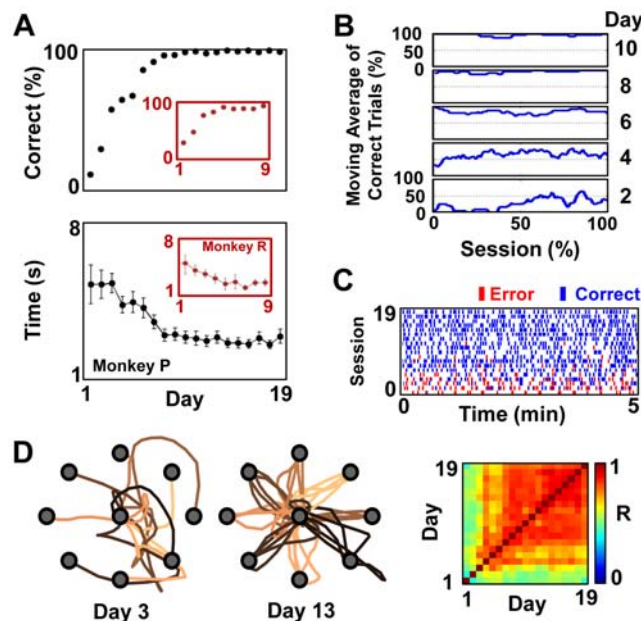 A
100
Correct (%)
0
100
0
1 9
8
Time (s)
1
Monkey R
8
1
1 9
Monkey P
1 Day 19
B
Day
Moving Average of
Correct Trials (%)
100
50
0
10
8
6
4
100
50
0
2
0 50 100
Session (%)
C
Error Correct
19
Session
0
0 5
Time (min)
D
Day 3
Day 13
19
Day
1
1 19
Day
1
R
0